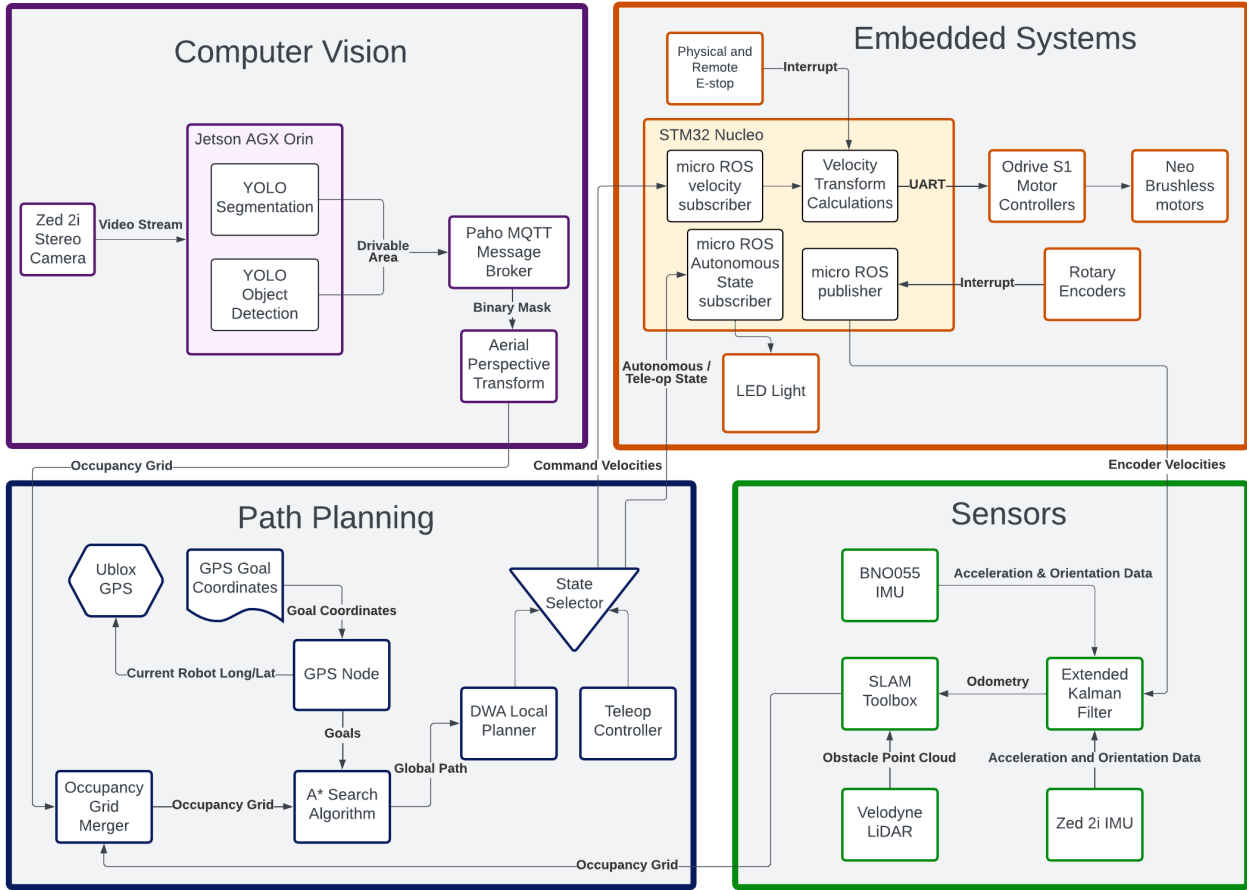 Computer Vision
Jetson AGX Orin
YOLO
Segmentation
Zed 2i
Stereo
Camera
Video Stream
YOLO
Object
Detection
Drivable
Area
Paho MQTT
Message
Broker
Binary Mask
Aerial
Perspective
Transform
Embedded Systems
Physical and
Remote
E-stop
Interrupt
STM32 Nucleo
micro ROS
velocity
subscriber
Velocity
Transform
Calculations
UART
Odrive S1
Motor
Controllers
Neo
Brushless
motors
micro ROS
Autonomous
State
subscriber
micro ROS
publisher
Interrupt
Rotary
Encoders
Autonomous /
Tele-op State
LED Light
Occupancy Grid
Command Velocities
Encoder Velocities
Path Planning
Ublox
GPS
GPS Goal
Coordinates
Goal Coordinates
State
Selector
Current Robot Long/Lat
GPS Node
Goals
DWA Local
Planner
Teleop
Controller
Global Path
Occupancy
Grid
Merger
Occupancy Grid
A* Search
Algorithm
Occupancy Grid
Sensors
BNO055
IMU
Acceleration & Orientation Data
SLAM
Toolbox
Odometry
Extended
Kalman
Filter
Obstacle Point Cloud
Acceleration and Orientation Data
Velodyne
LiDAR
Zed 2i IMU